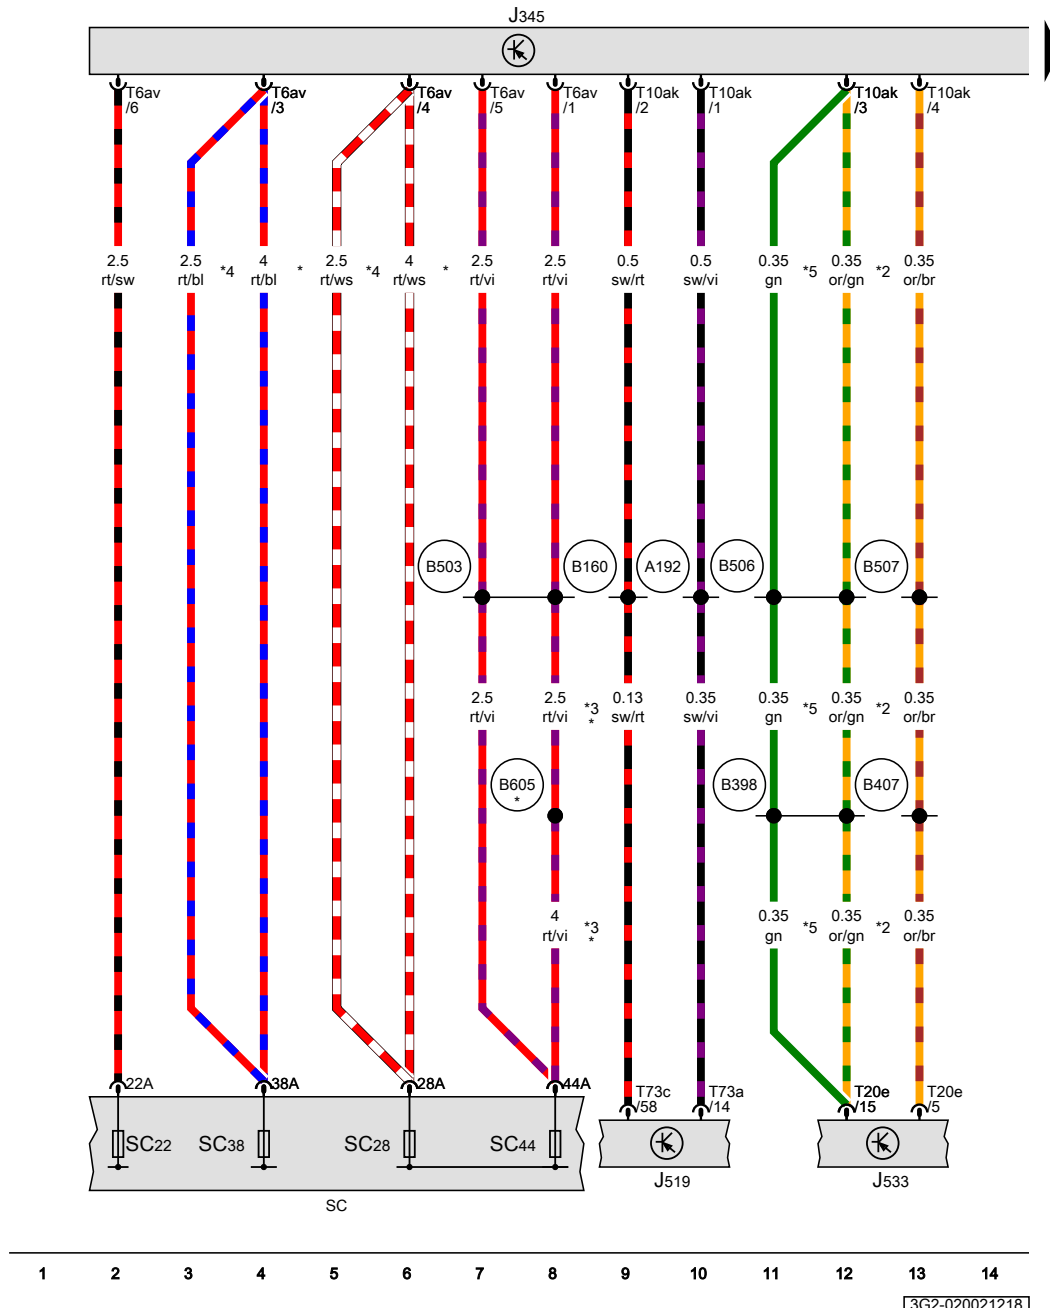 J345
T6av /6
T6av /3
T6av /4
T6av /5
T6av /1
T10ak /2
T10ak /1
T10ak /3
T10ak /4
2.5 rt/sw
2.5 rt/bl
*4
4 rt/bl
*
2.5 rt/ws
*4
4 rt/ws
*
2.5 rt/vi
2.5 rt/vi
0.5 sw/rt
0.5 sw/vi
0.35 gn
*5
0.35 or/gn
*2
0.35 or/br
B503
B160
A192
B506
B507
2.5 rt/vi
2.5 rt/vi
*3 *
0.13 sw/rt
0.35 sw/vi
0.35 gn
*5
0.35 or/gn
*2
0.35 or/br
B605 *
B398
B407
4 rt/vi
*3 *
0.35 gn
*5
0.35 or/gn
*2
0.35 or/br
22A
38A
28A
44A
T73c /58
T73a /14
T20e /15
T20e /5
SC22
SC38
SC28
SC44
J519
J533
SC
1 2 3 4 5 6 7 8 9 10 11 12 13 14
3G2-020021218